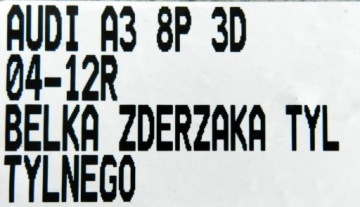 AUDI A3 8P 3D
04-12R
BELKA ZDERZAKA TYL
TYLNEGO